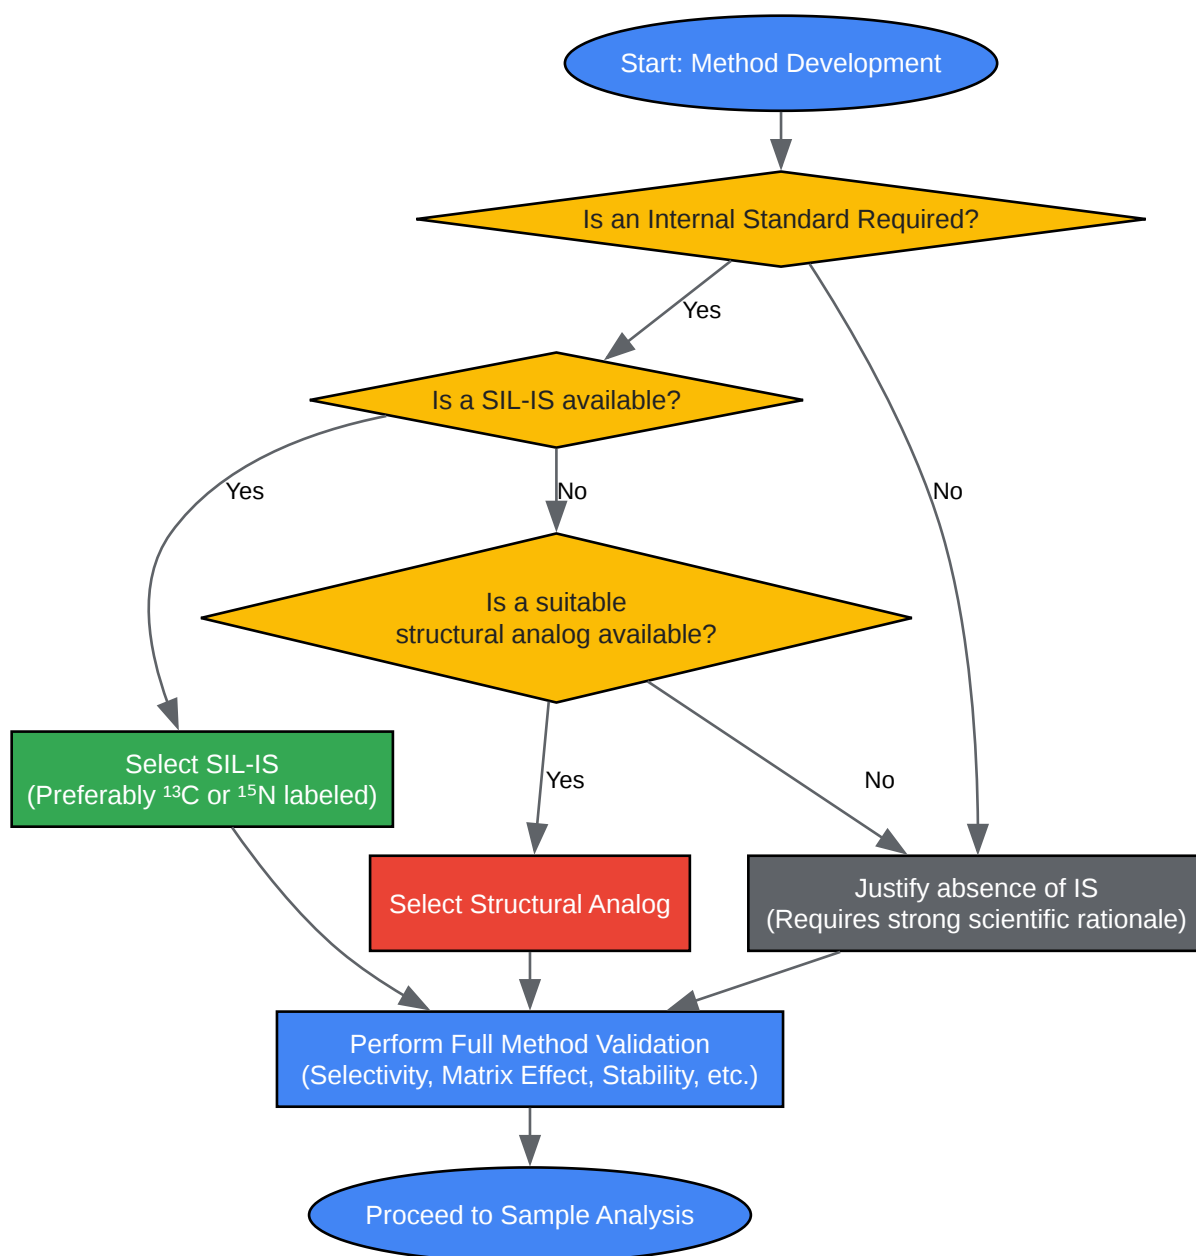 Start: Method Development
Is an Internal Standard Required?
Yes
Is a SIL-IS available?
Yes
No
No
Is a suitable
structural analog available?
Select SIL-IS
(Preferably ¹³C or ¹⁵N labeled)
Yes
No
Select Structural Analog
Justify absence of IS
(Requires strong scientific rationale)
Perform Full Method Validation
(Selectivity, Matrix Effect, Stability, etc.)
Proceed to Sample Analysis